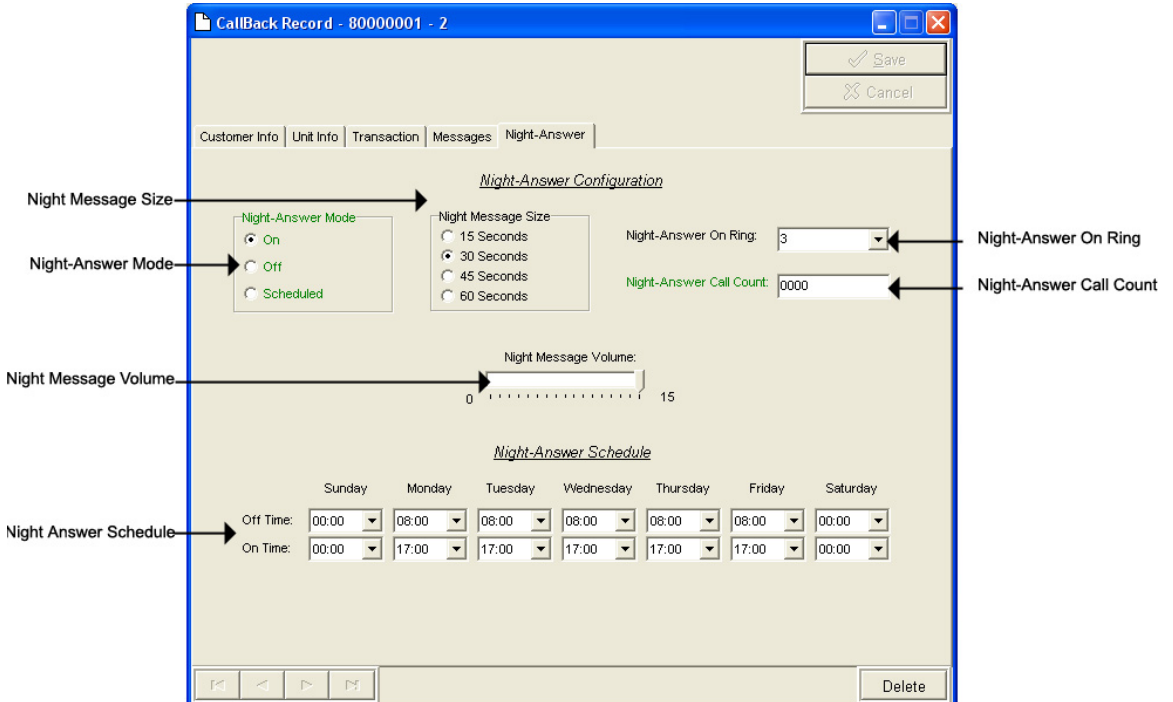 CallBack Record - 80000001 - 2
Save
Cancel
Customer Info Unit Info Transaction Messages Night-Answer
Night-Answer Configuration
Night Message Size
Night-Answer Mode
On
Off
Scheduled
Night Message Size
15 Seconds
30 Seconds
45 Seconds
60 Seconds
Night-Answer On Ring: 3
Night-Answer Call Count: 0000
Night-Answer On Ring
Night-Answer Call Count
Night-Answer Mode
Night Message Volume:
Night Message Volume
0 15
Night-Answer Schedule
Sunday Monday Tuesday Wednesday Thursday Friday Saturday
Night Answer Schedule
Off Time: 00:00 08:00 08:00 08:00 08:00 08:00 00:00
On Time: 00:00 17:00 17:00 17:00 17:00 17:00 00:00
Delete